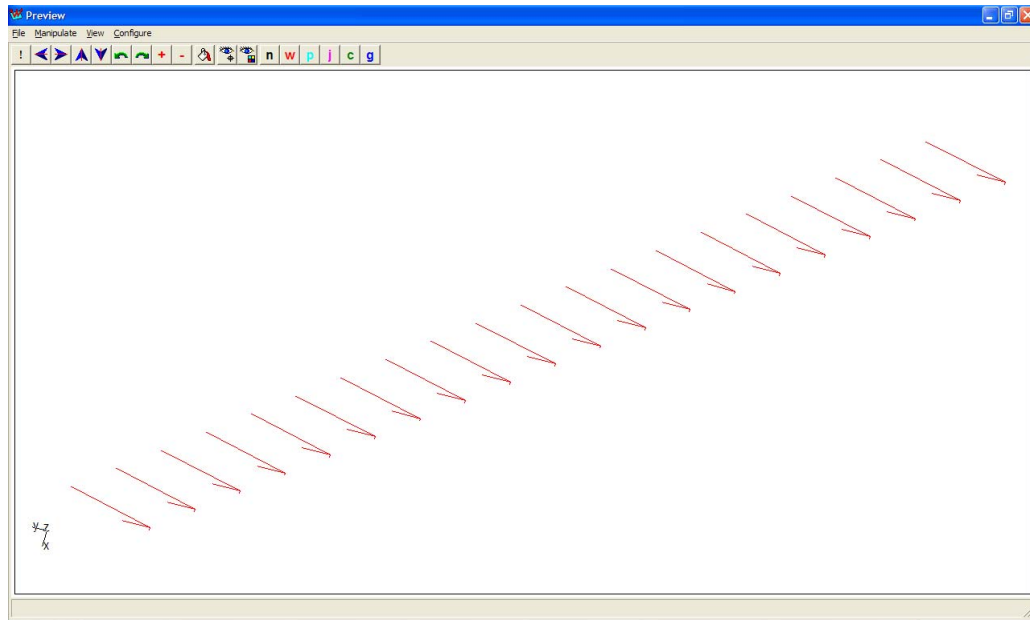 Preview
File Manipulate View Configure
! + - n w p j c g
y z
x